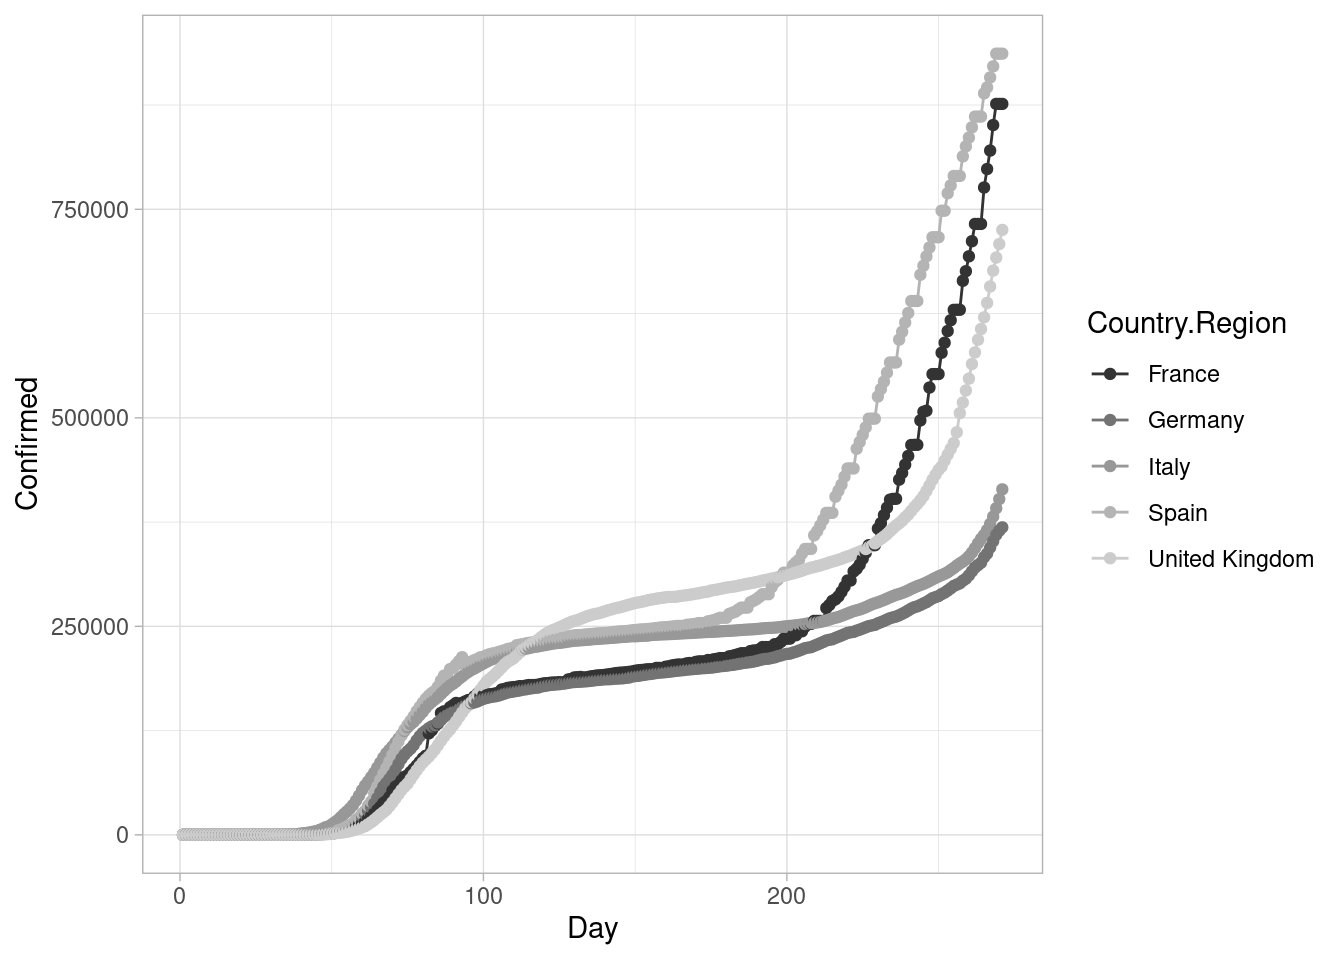 750000
500000
250000
0
Confirmed
0
100
200
Day
Country.Region
France
Germany
Italy
Spain
United Kingdom